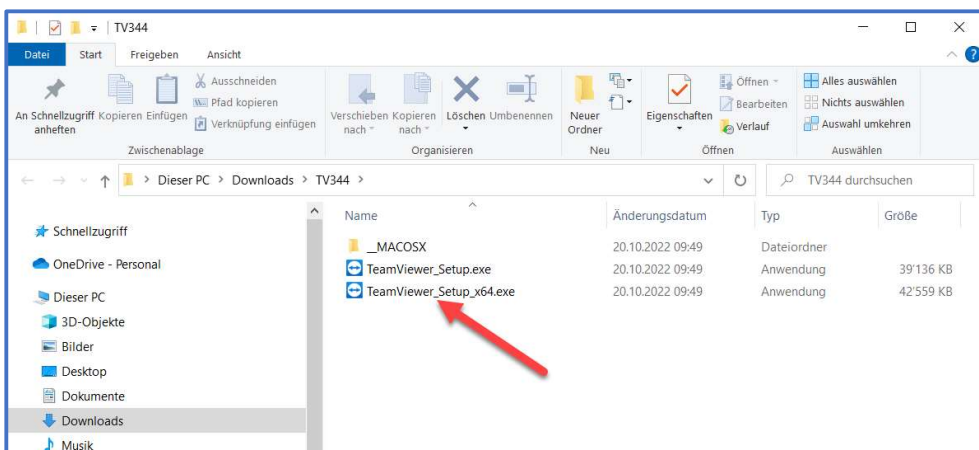 TV344
Datei Start Freigeben Ansicht
An Schnellzugriff anheften
Kopieren
Einfügen
Ausschneiden
Pfad kopieren
Verknüpfung einfügen
Verschieben nach
Kopieren nach
Löschen
Umbenennen
Neuer Ordner
Eigenschaften
Öffnen
Bearbeiten
Verlauf
Alles auswählen
Nichts auswählen
Auswahl umkehren
Zwischenablage Organisieren Neu Öffnen Auswählen
Dieser PC > Downloads > TV344 >
TV344 durchsuchen
Name Änderungsdatum Typ Größe
__MACOSX 20.10.2022 09:49 Dateiordner
TeamViewer_Setup.exe 20.10.2022 09:49 Anwendung 39'136 KB
TeamViewer_Setup_x64.exe 20.10.2022 09:49 Anwendung 42'559 KB
Schnellzugriff
OneDrive - Personal
Dieser PC
3D-Objekte
Bilder
Desktop
Dokumente
Downloads
Musik